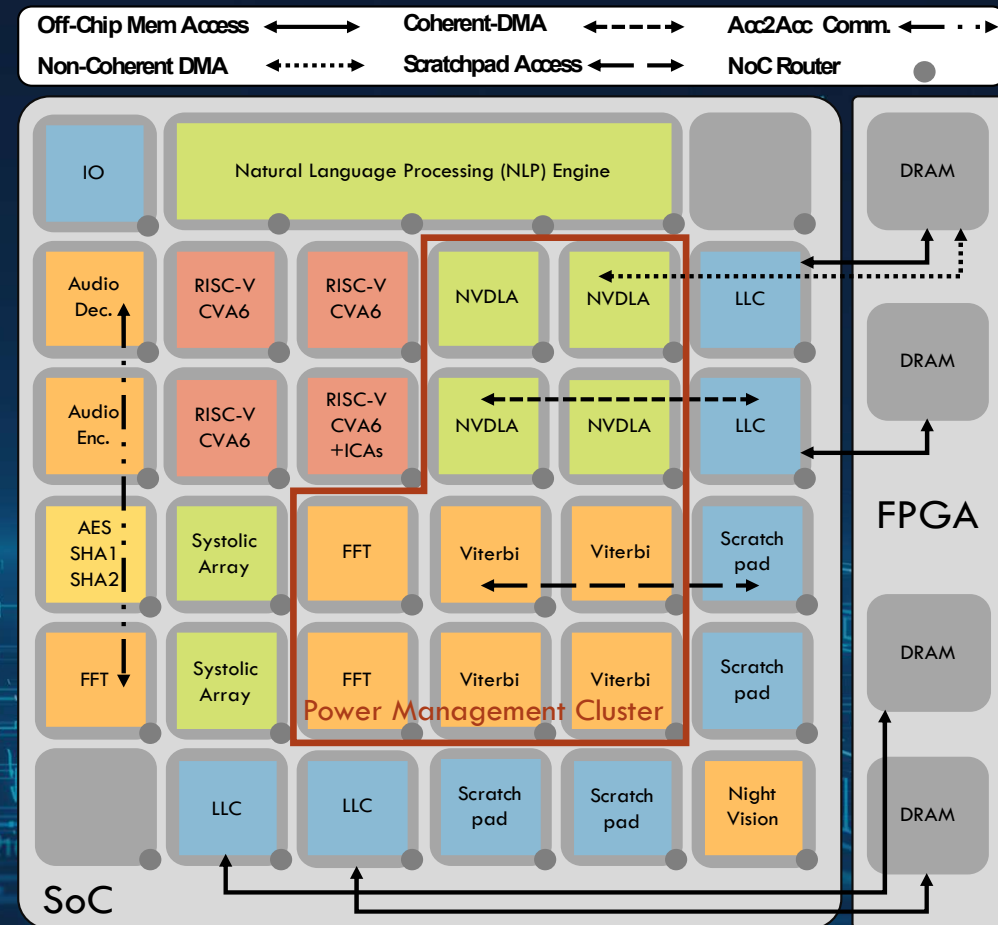 Off-Chip Mem Access
Coherent-DMA
Acc2Acc Comm.
Non-Coherent DMA
Scratchpad Access
NoC Router
IO
Natural Language Processing (NLP) Engine
DRAM
Audio
Dec.
RISC-V
CVA6
RISC-V
CVA6
NVDLA
NVDLA
LLC
DRAM
Audio
Enc.
RISC-V
CVA6
RISC-V
CVA6
+ICAs
NVDLA
NVDLA
LLC
FPGA
AES
SHA1
SHA2
Systolic
Array
FFT
Viterbi
Viterbi
Scratch
pad
DRAM
FFT
Systolic
Array
FFT
Viterbi
Viterbi
Scratch
pad
Power Management Cluster
LLC
LLC
Scratch
pad
Scratch
pad
Night
Vision
DRAM
SoC